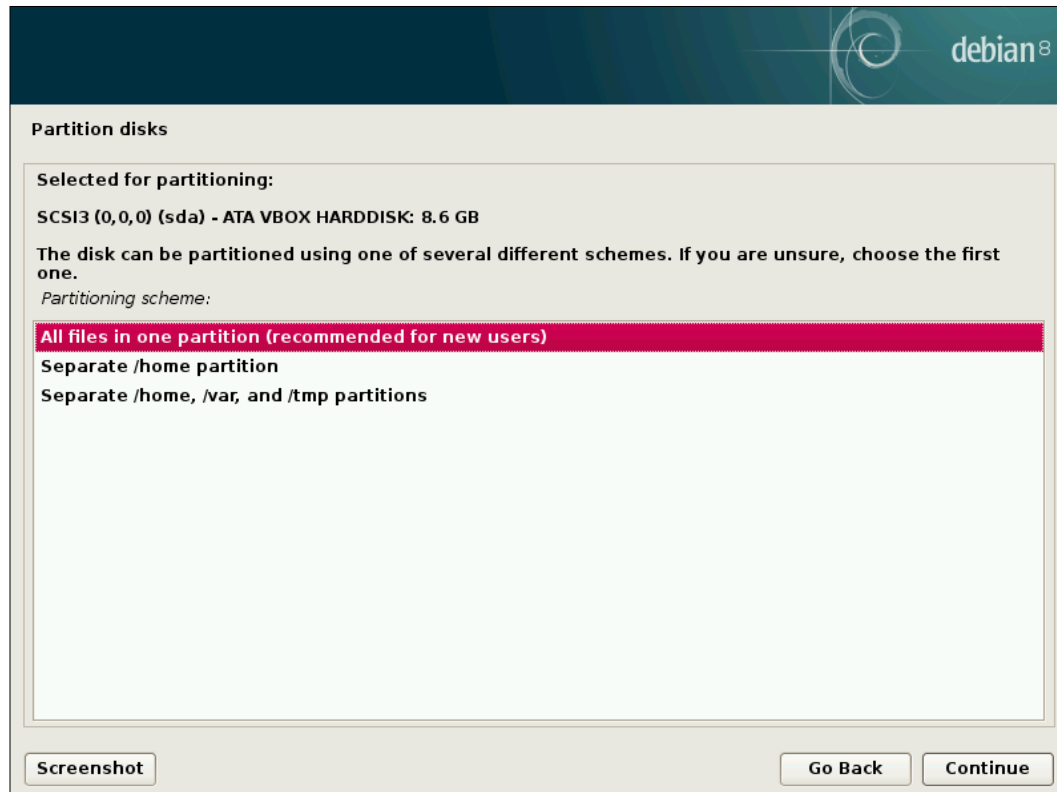 debian 8
Partition disks
Selected for partitioning:
SCSI3 (0,0,0) (sda) - ATA VBOX HARDDISK: 8.6 GB
The disk can be partitioned using one of several different schemes. If you are unsure, choose the first
one.
Partitioning scheme:
All files in one partition (recommended for new users)
Separate /home partition
Separate /home, /var, and /tmp partitions
Screenshot
Go Back
Continue